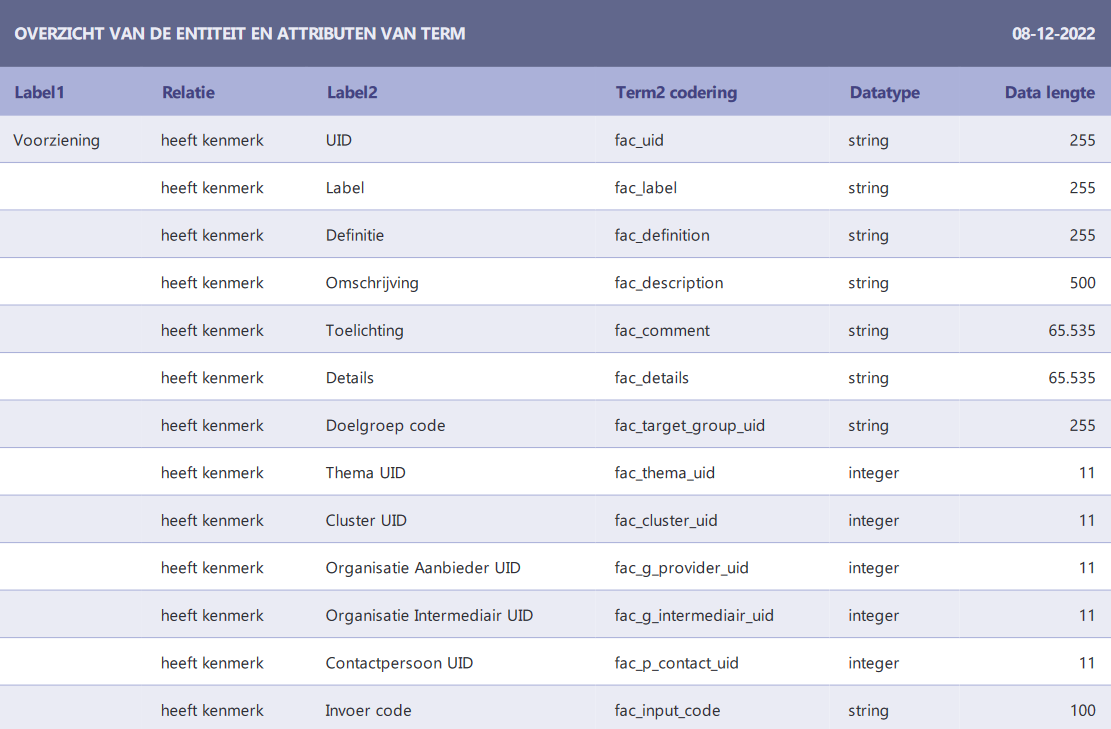 OVERZICHT VAN DE ENTITEIT EN ATTRIBUTEN VAN TERM 08-12-2022
Label1 Relatie Label2 Term2 codering Datatype Data lengte
Voorziening heeft kenmerk UID fac_uid string 255
heeft kenmerk Label fac_label string 255
heeft kenmerk Definitie fac_definition string 255
heeft kenmerk Omschrijving fac_description string 500
heeft kenmerk Toelichting fac_comment string 65.535
heeft kenmerk Details fac_details string 65.535
heeft kenmerk Doelgroep code fac_target_group_uid string 255
heeft kenmerk Thema UID fac_thema_uid integer 11
heeft kenmerk Cluster UID fac_cluster_uid integer 11
heeft kenmerk Organisatie Aanbieder UID fac_g_provider_uid integer 11
heeft kenmerk Organisatie Intermediair UID fac_g_intermediair_uid integer 11
heeft kenmerk Contactpersoon UID fac_p_contact_uid integer 11
heeft kenmerk Invoer code fac_input_code string 100